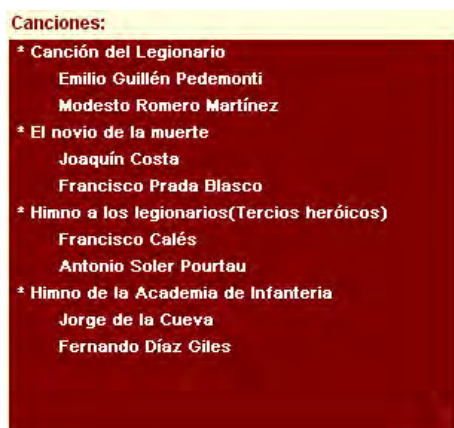 Canciones:
* Canción del Legionario
Emilio Guillén Pedemonti
Modesto Romero Martínez
* El novio de la muerte
Joaquín Costa
Francisco Prada Blasco
* Himno a los legionarios(Tercios heróicos)
Francisco Calés
Antonio Soler Pourtau
* Himno de la Academia de Infanteria
Jorge de la Cueva
Fernando Díaz Giles